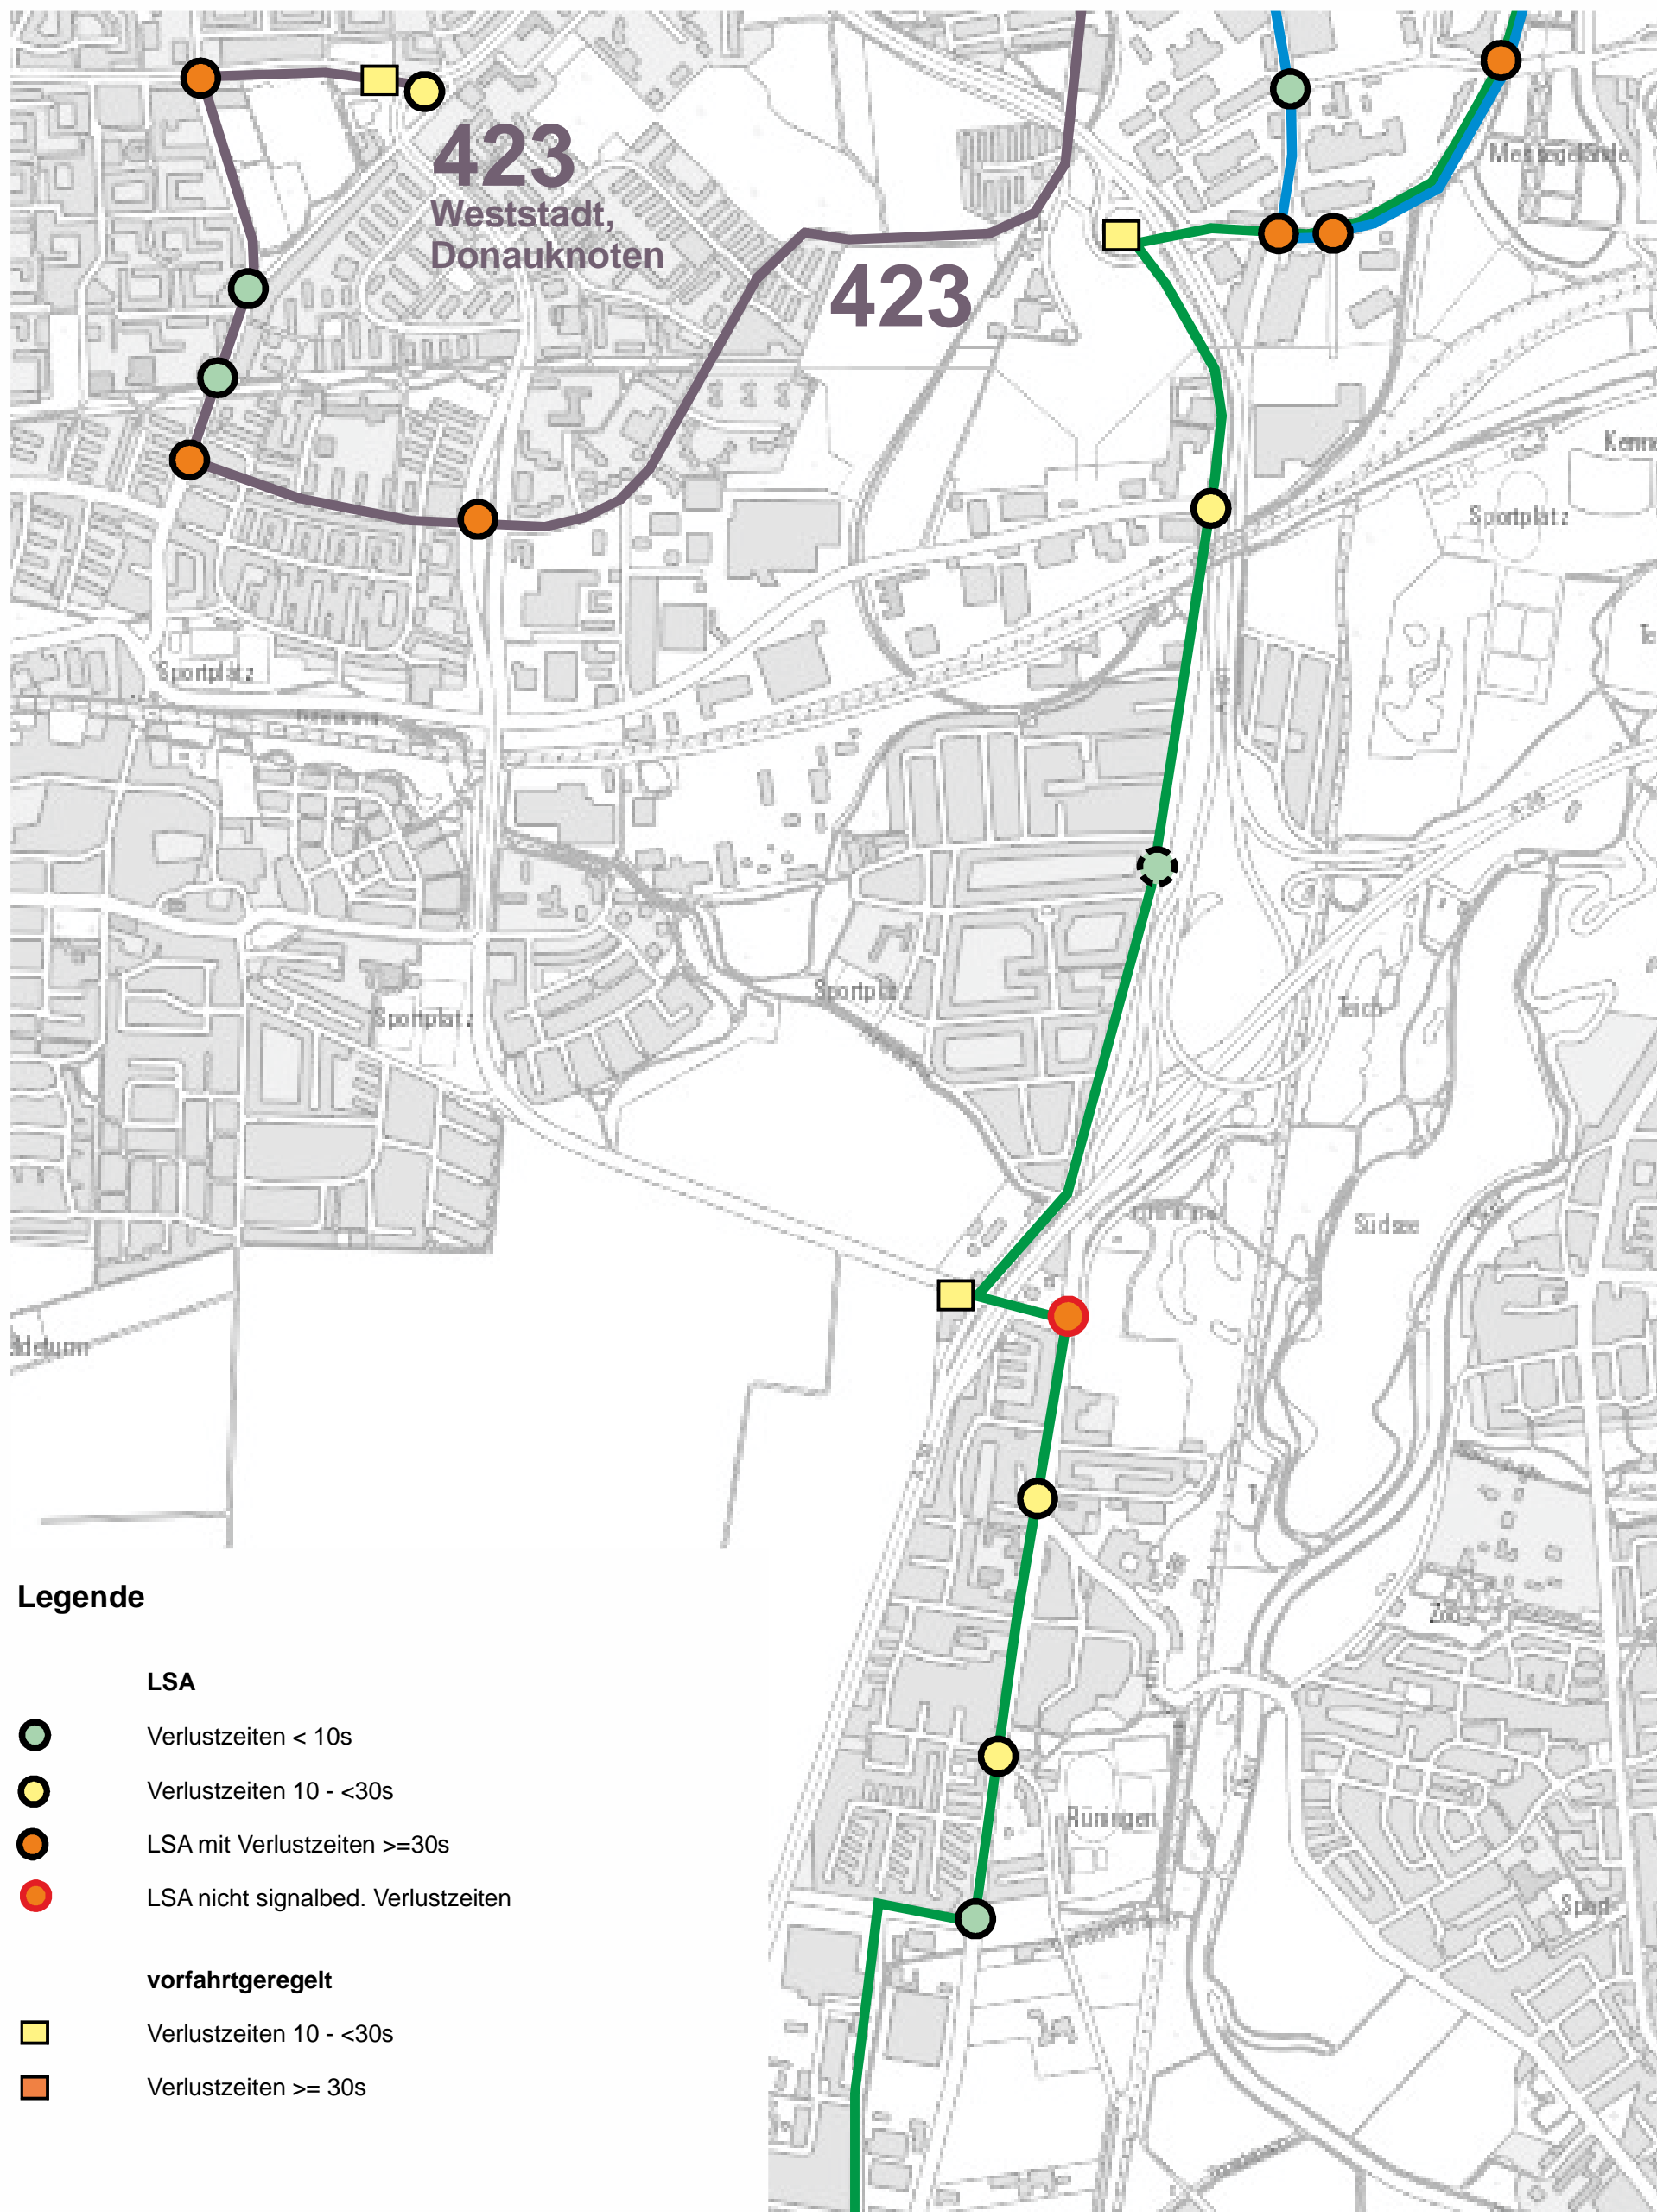 423
Weststadt,
Donauknoten
Messegelände
423
Sportplatz
Sportplatz
Sportplatz
Sportplatz
Teich
Südsee
Zoo
Rüningen
Sport
Legende
LSA
Verlustzeiten < 10s
Verlustzeiten 10 - <30s
LSA mit Verlustzeiten >=30s
LSA nicht signalbed. Verlustzeiten
vorfahrtgeregelt
Verlustzeiten 10 - <30s
Verlustzeiten >= 30s